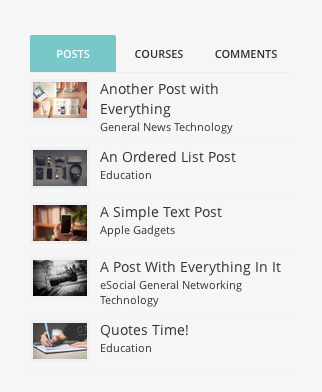 POSTS COURSES COMMENTS
Another Post with
Everything
General News Technology
An Ordered List Post
Education
A Simple Text Post
Apple Gadgets
A Post With Everything In It
eSocial General Networking
Technology
Quotes Time!
Education